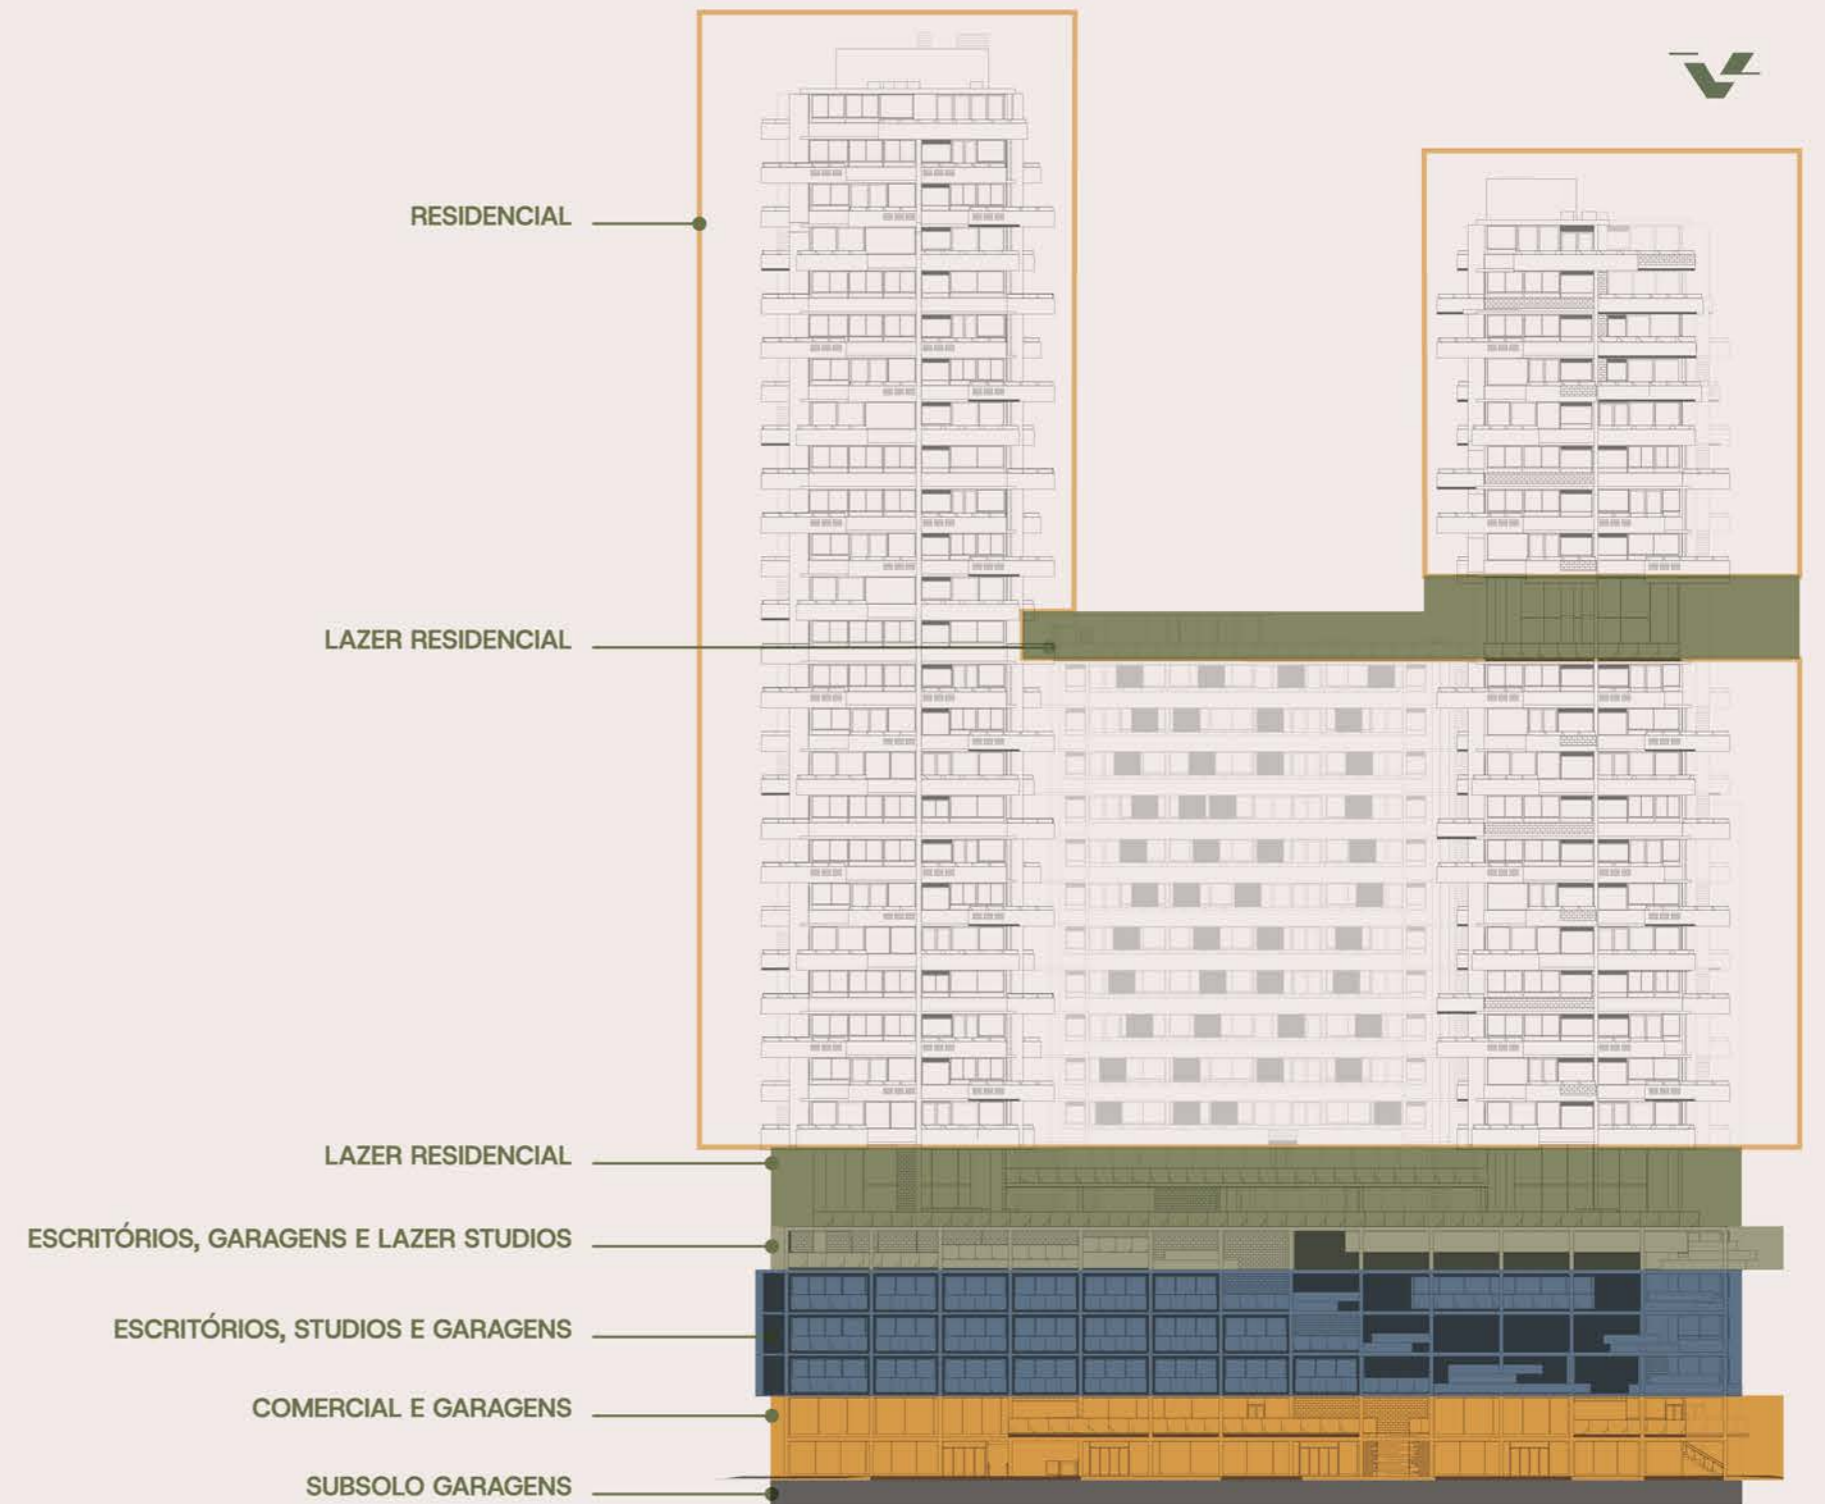 RESIDENCIAL
LAZER RESIDENCIAL
LAZER RESIDENCIAL
ESCRITÓRIOS, GARAGENS E LAZER STUDIOS
ESCRITÓRIOS, STUDIOS E GARAGENS
COMERCIAL E GARAGENS
SUBSOLO GARAGENS